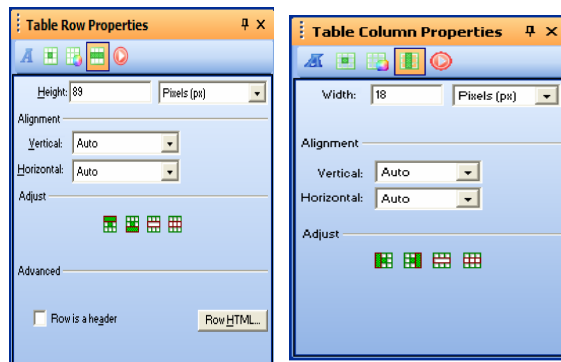 Table Row Properties
Height: 89 Pixels (px)
Alignment
Vertical: Auto
Horizontal: Auto
Adjust
Advanced
Row is a header Row HTML...
Table Column Properties
Width: 18 Pixels (px)
Alignment
Vertical: Auto
Horizontal: Auto
Adjust